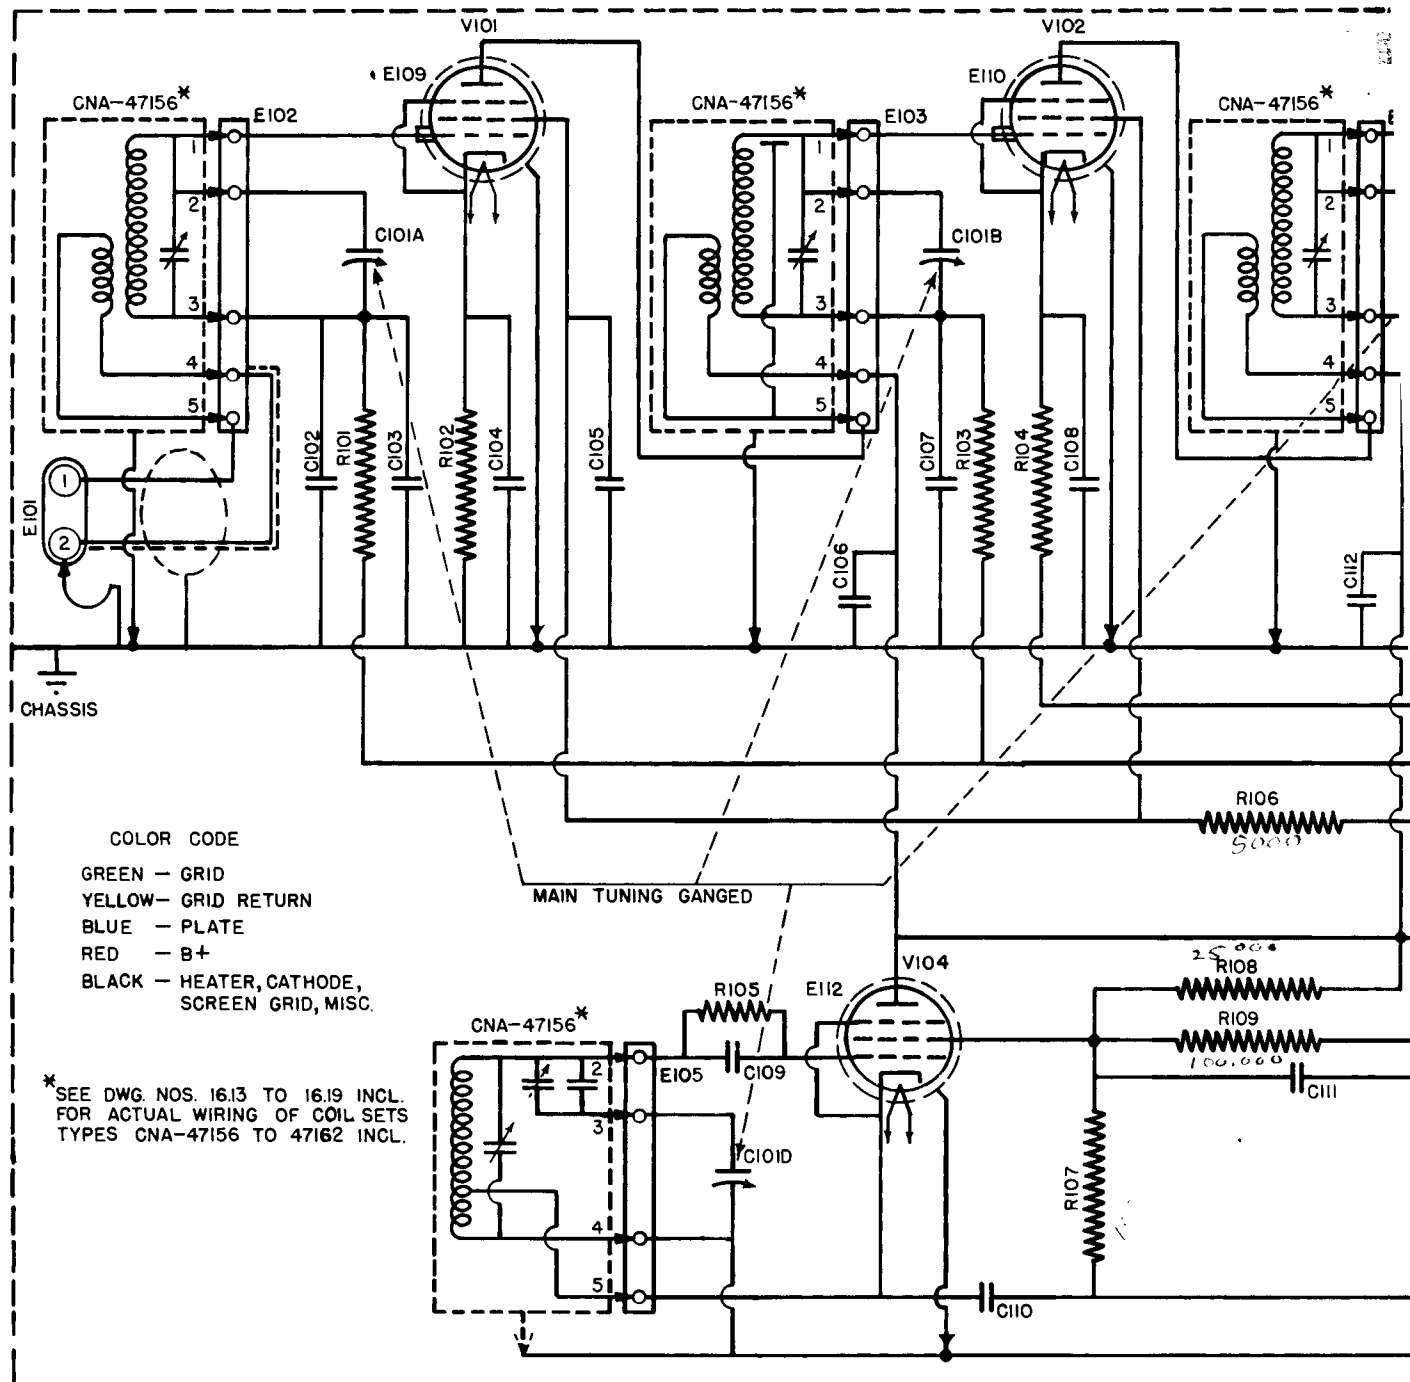 V101
V102
E109
E110
CNA-47156*
E102
CNA-47156*
E103
CNA-47156*
1
2
3
4
5
1
2
3
4
5
1
2
3
4
5
C101A
C101B
E101
1
2
C102
R101
C103
R102
C104
C105
C106
C107
R103
R104
C108
C112
CHASSIS
R106
5000
COLOR CODE
GREEN – GRID
YELLOW – GRID RETURN
BLUE – PLATE
RED – B+
BLACK – HEATER, CATHODE,
SCREEN GRID, MISC.
MAIN TUNING GANGED
V104
25000
R108
R105
E112
R109
100.000
CNA-47156*
E105
C109
C111
2
3
4
5
C101D
R107
C110
*SEE DWG. NOS. 16.13 TO 16.19 INCL.
FOR ACTUAL WIRING OF COIL SETS
TYPES CNA-47156 TO 47162 INCL.